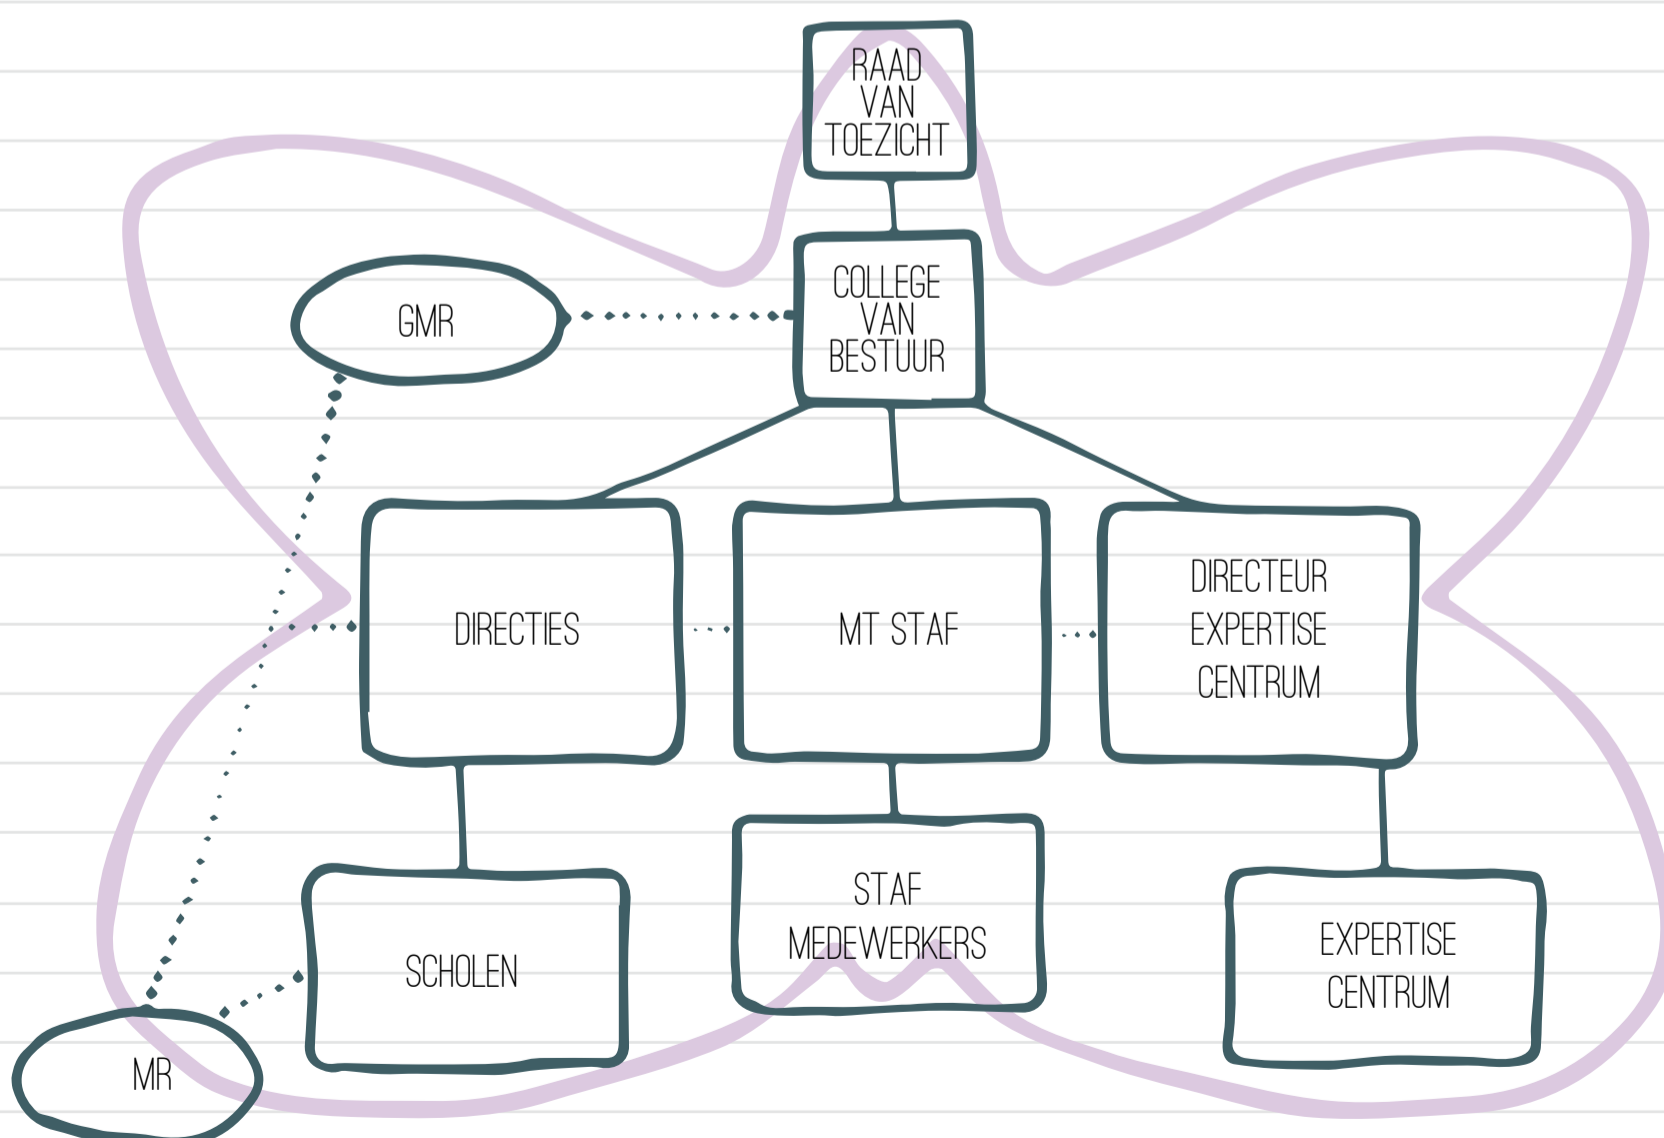 RAAD
VAN
TOEZICHT
COLLEGE
VAN
BESTUUR
GMR
DIRECTIES
MT STAF
DIRECTEUR
EXPERTISE
CENTRUM
STAF
MEDEWERKERS
SCHOLEN
EXPERTISE
CENTRUM
MR